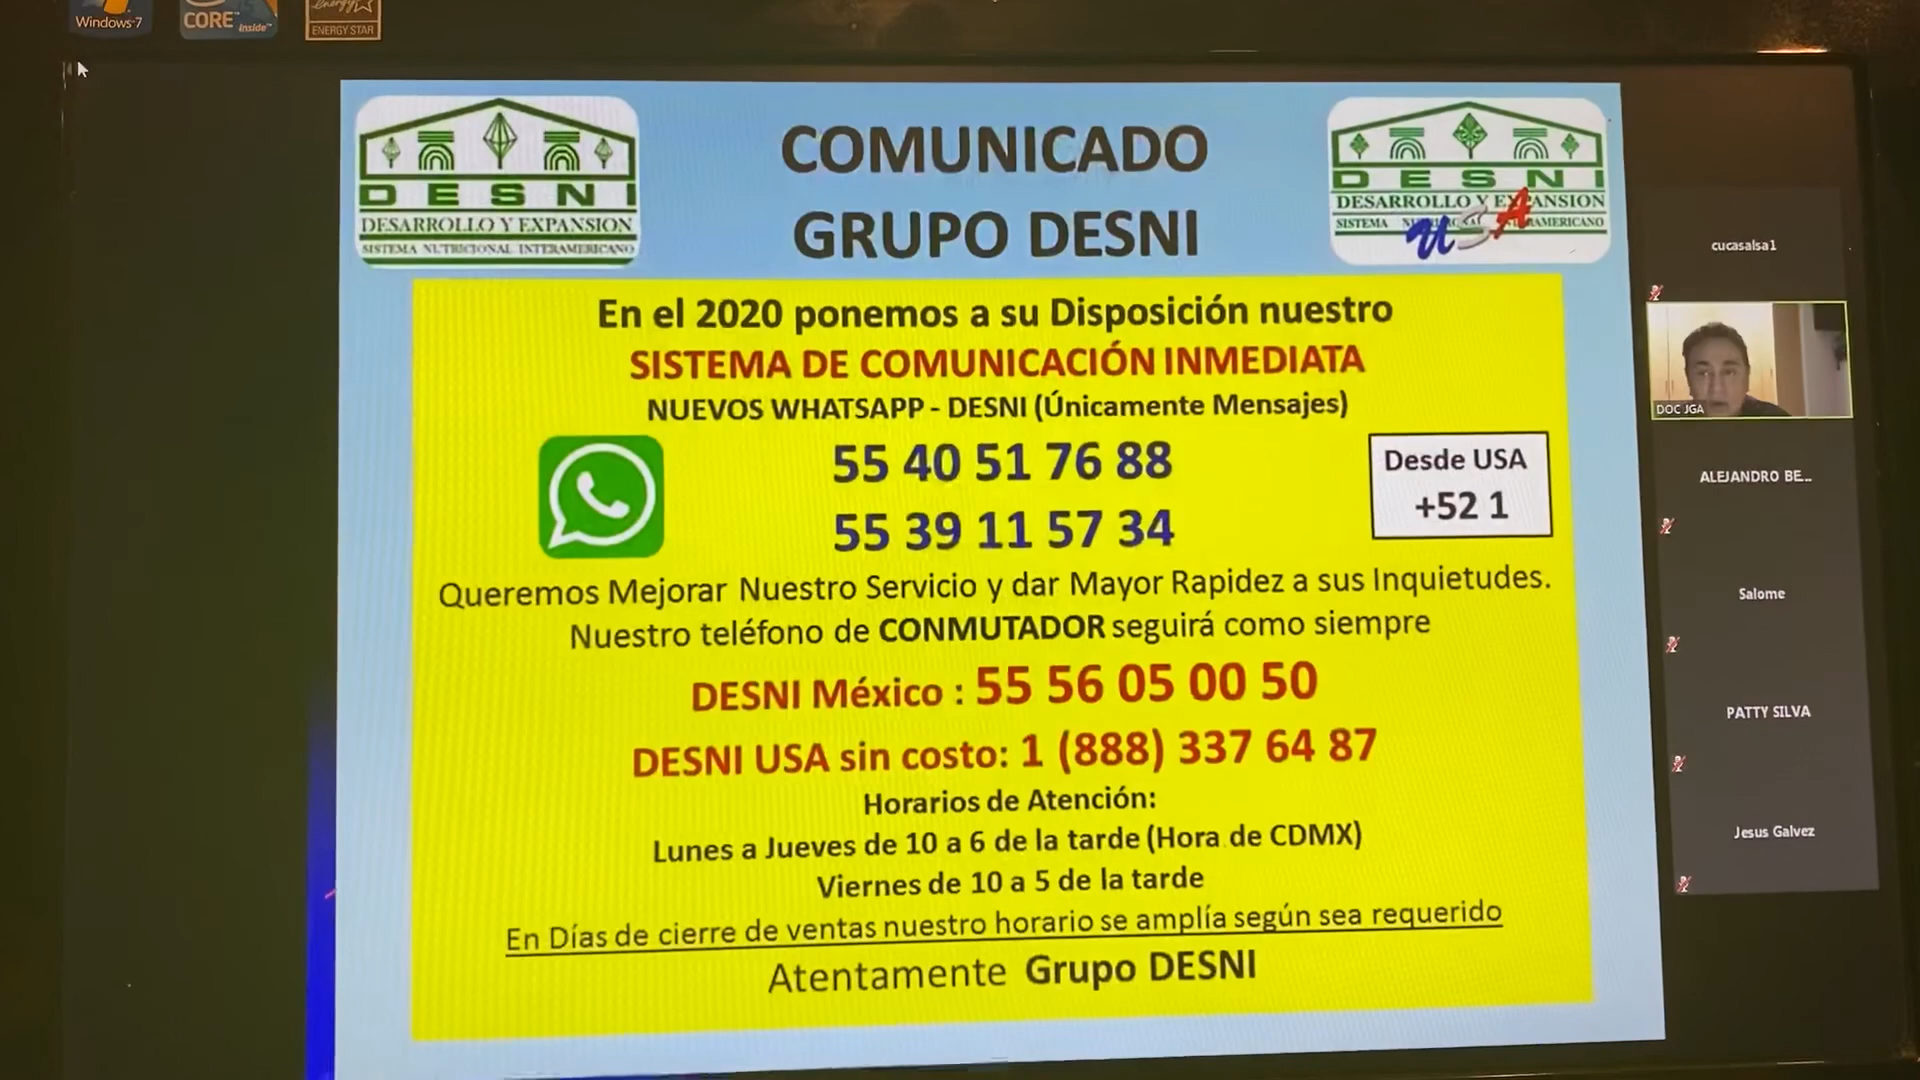 Windows 7
CORE inside
ENERGY STAR
DESNI
DESARROLLO Y EXPANSION
SISTEMA NUTRICIONAL INTERAMERICANO
COMUNICADO
GRUPO DESNI
DESNI
DESARROLLO Y EXPANSION
SISTEMA
USA
En el 2020 ponemos a su Disposición nuestro
SISTEMA DE COMUNICACIÓN INMEDIATA
NUEVOS WHATSAPP - DESNI (Únicamente Mensajes)
55 40 51 76 88
55 39 11 57 34
Desde USA
+52 1
Queremos Mejorar Nuestro Servicio y dar Mayor Rapidez a sus Inquietudes.
Nuestro teléfono de CONMUTADOR seguirá como siempre
DESNI México : 55 56 05 00 50
DESNI USA sin costo: 1 (888) 337 64 87
Horarios de Atención:
Lunes a Jueves de 10 a 6 de la tarde (Hora de CDMX)
Viernes de 10 a 5 de la tarde
En Días de cierre de ventas nuestro horario se amplía según sea requerido
Atentamente Grupo DESNI
cucasalsa1
DOC JGA
ALEJANDRO BE...
Salome
PATTY SILVA
Jesus Galvez